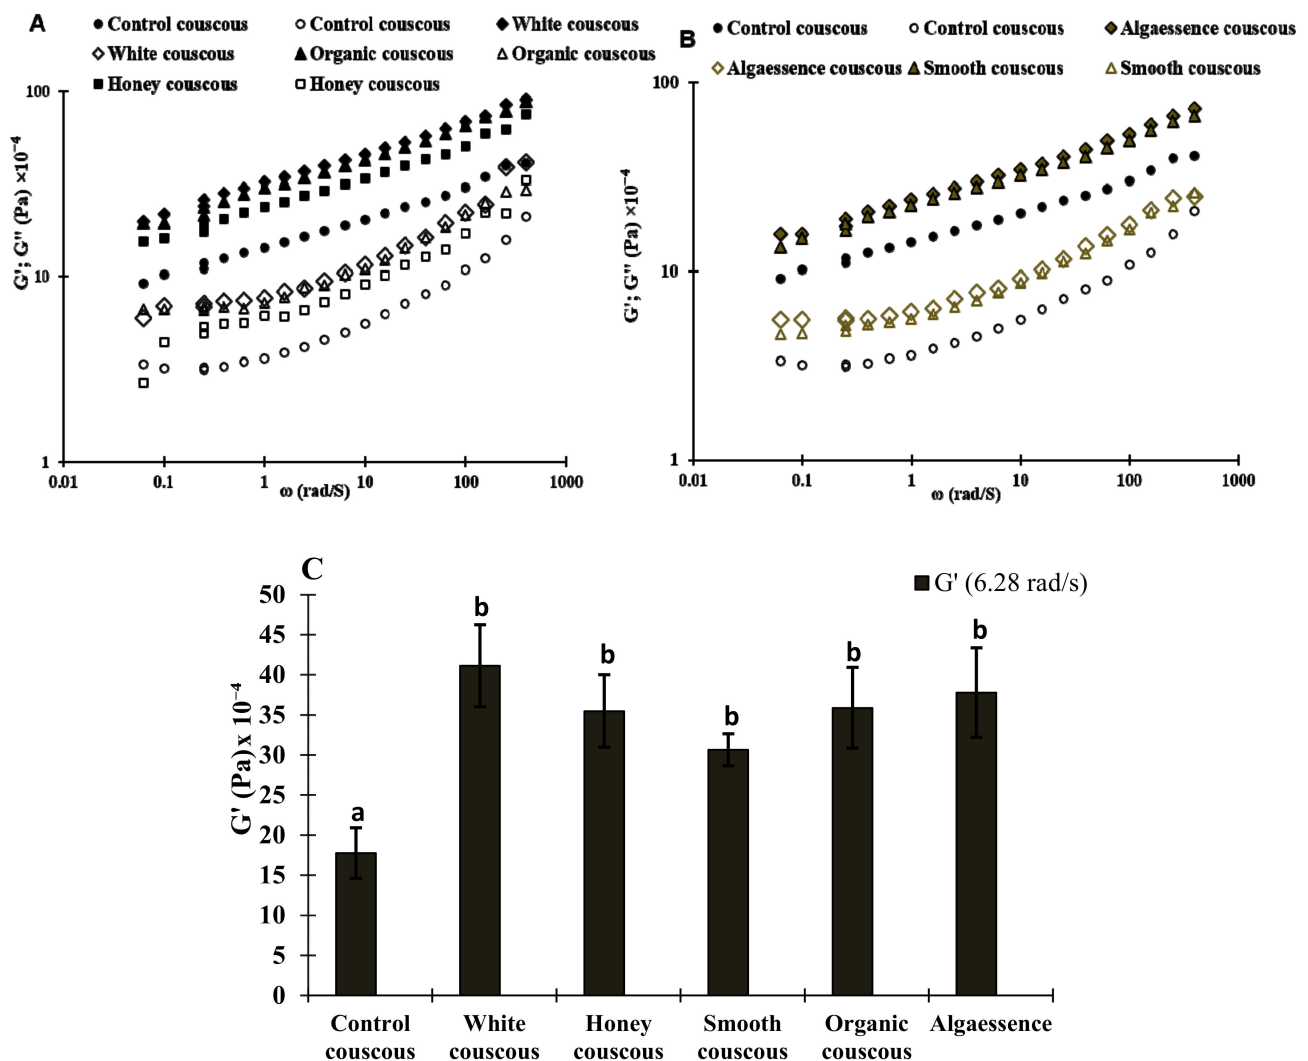 A
Control couscous Control couscous White couscous
White couscous Organic couscous Organic couscous
Honey couscous Honey couscous
G'; G'' (Pa) ×10⁻⁴
100
10
1
0.01 0.1 1 10 100 1000
ω (rad/S)
B
Control couscous Control couscous Algaessence couscous
Algaessence couscous Smooth couscous Smooth couscous
G'; G'' (Pa) ×10⁻⁴
100
10
1
0.01 0.1 1 10 100 1000
ω (rad/S)
C
G' (6.28 rad/s)
G' (Pa) x 10⁻⁴
50
45
40
35
30
25
20
15
10
5
0
a b b b b b
Control couscous
White couscous
Honey couscous
Smooth couscous
Organic couscous
Algaessence